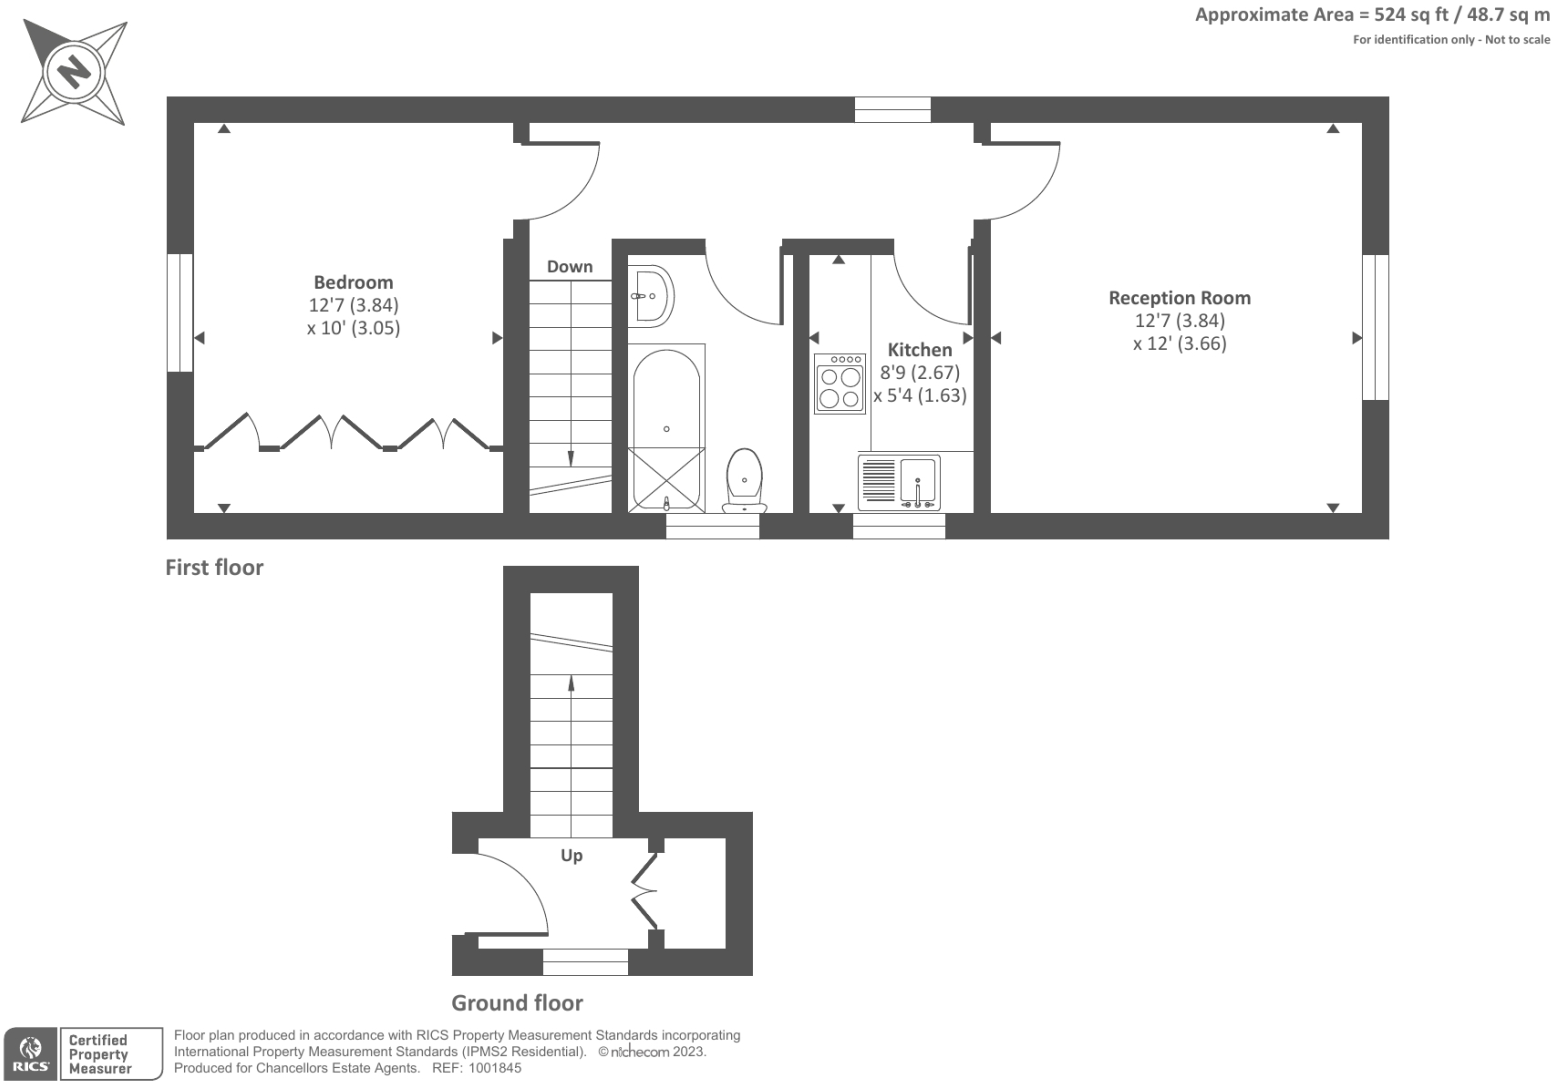 Approximate Area = 524 sq ft / 48.7 sq m
For identification only - Not to scale
N
Bedroom
12'7 (3.84)
x 10' (3.05)
Down
Kitchen
8'9 (2.67)
x 5'4 (1.63)
Reception Room
12'7 (3.84)
x 12' (3.66)
First floor
Up
Ground floor
RICS
Certified
Property
Measurer
Floor plan produced in accordance with RICS Property Measurement Standards incorporating
International Property Measurement Standards (IPMS2 Residential). © nichecom 2023.
Produced for Chancellors Estate Agents. REF: 1001845